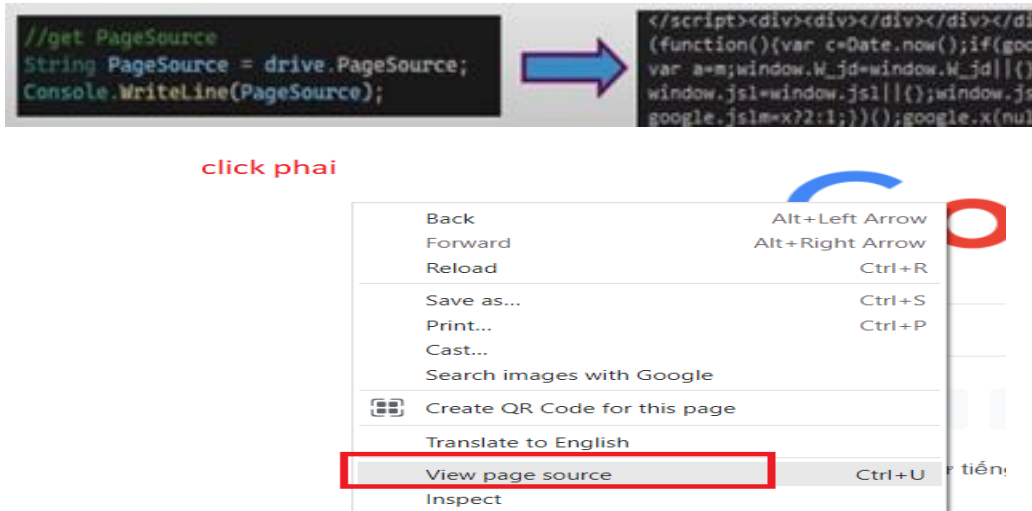 //get PageSource
String PageSource = drive.PageSource;
Console.WriteLine(PageSource);
</script><div><div></div></div></di
(function(){var c=Date.now();if(goo
var a=m;window.W_jd=window.W_jd||{}
window.jsl=window.jsl||{};window.js
google.jslm=x?2:1;})();google.x(nul
click phai
Back Alt+Left Arrow
Forward Alt+Right Arrow
Reload Ctrl+R
Save as... Ctrl+S
Print... Ctrl+P
Cast...
Search images with Google
Create QR Code for this page
Translate to English
View page source Ctrl+U
Inspect
tiếng